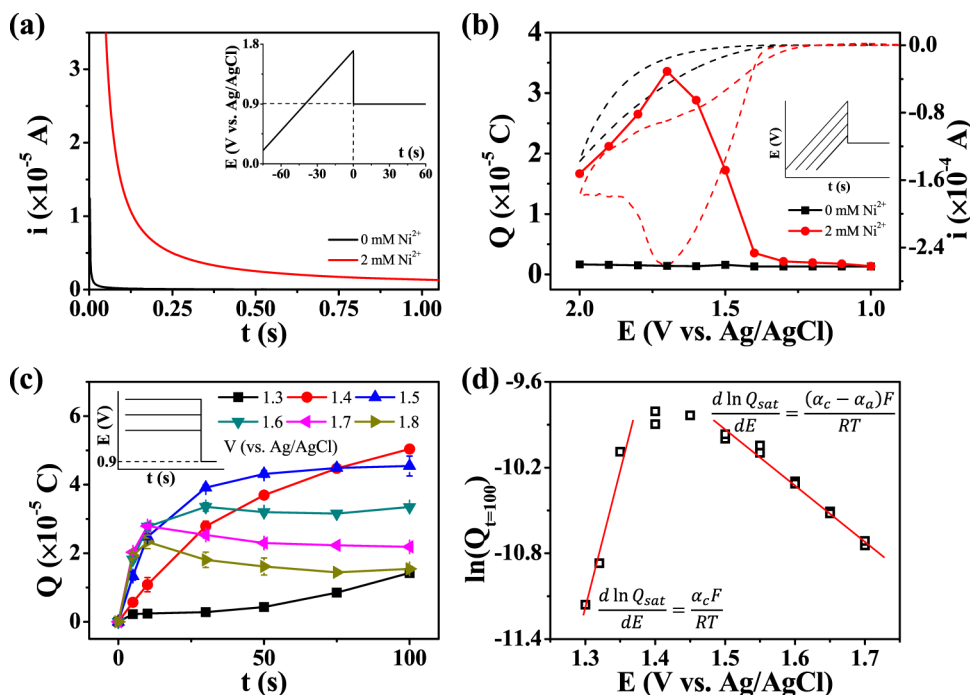 (a)
i (×10⁻⁵ A)
3
2
1
0
0.00 0.25 0.50 0.75 1.00
t (s)
E (V vs. Ag/AgCl)
1.8
0.9
0.0
-60 -30 0 30 60
t (s)
0 mM Ni²⁺
2 mM Ni²⁺
(b)
Q (×10⁻⁵ C)
4
3
2
1
0
2.0 1.5 1.0
E (V vs. Ag/AgCl)
0.0
-0.8
-1.6
-2.4
i (×10⁻⁴ A)
E (V)
t (s)
0 mM Ni²⁺
2 mM Ni²⁺
(c)
Q (×10⁻⁵ C)
6
4
2
0
0 50 100
t (s)
E (V)
0.9
t (s)
1.3 1.4 1.5
1.6 1.7 1.8
V (vs. Ag/AgCl)
(d)
ln(Qₜ₌₁₀₀)
-9.6
-10.2
-10.8
-11.4
1.3 1.4 1.5 1.6 1.7
E (V vs. Ag/AgCl)
d ln Q_sat / dE = (α_c − α_a)F / RT
d ln Q_sat / dE = α_c F / RT